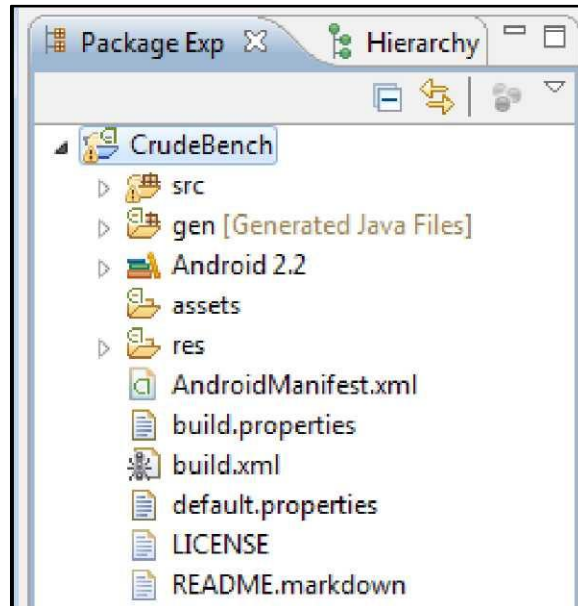 Package Exp Hierarchy
CrudeBench
src
gen [Generated Java Files]
Android 2.2
assets
res
AndroidManifest.xml
build.properties
build.xml
default.properties
LICENSE
README.markdown